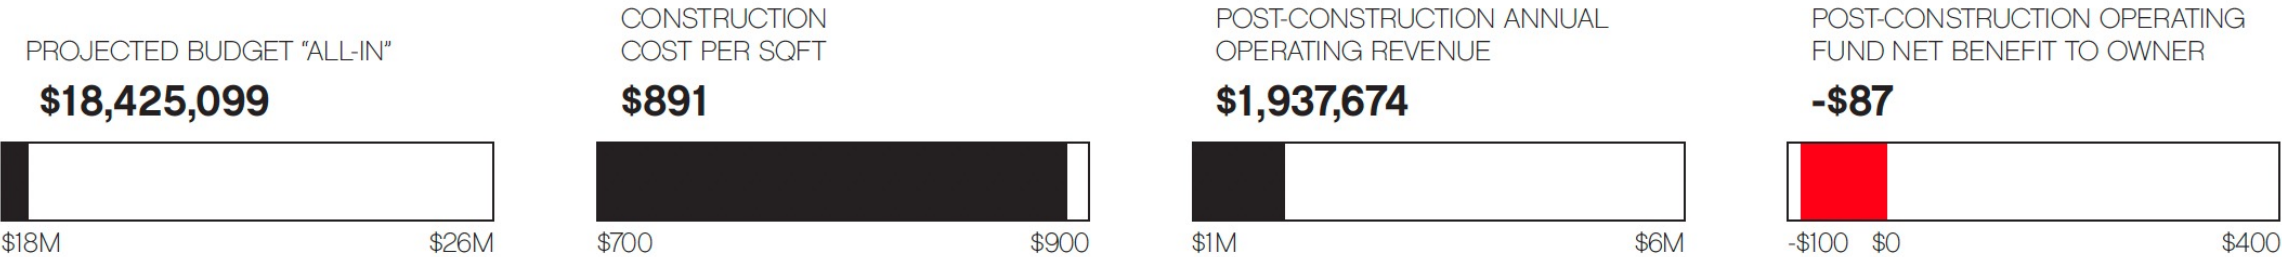 PROJECTED BUDGET “ALL-IN”
$18,425,099
$18M
$26M
CONSTRUCTION
COST PER SQFT
$891
$700
$900
POST-CONSTRUCTION ANNUAL
OPERATING REVENUE
$1,937,674
$1M
$6M
POST-CONSTRUCTION OPERATING
FUND NET BENEFIT TO OWNER
-$87
-$100
$0
$400